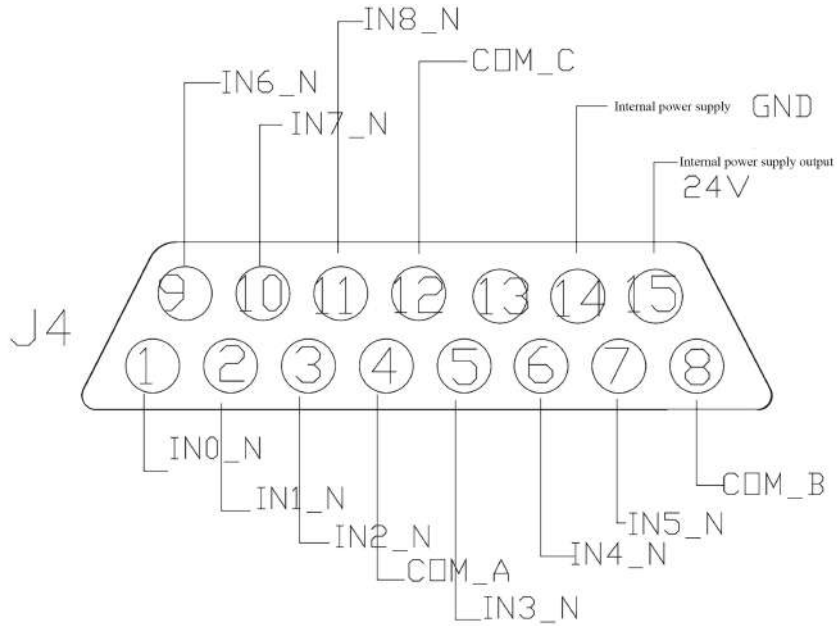 IN8_N
COM_C
IN6_N
Internal power supply GND
IN7_N
Internal power supply output
24V
9 10 11 12 13 14 15
J4
1 2 3 4 5 6 7 8
IN0_N
COM_B
IN1_N
IN5_N
IN2_N
IN4_N
COM_A
IN3_N